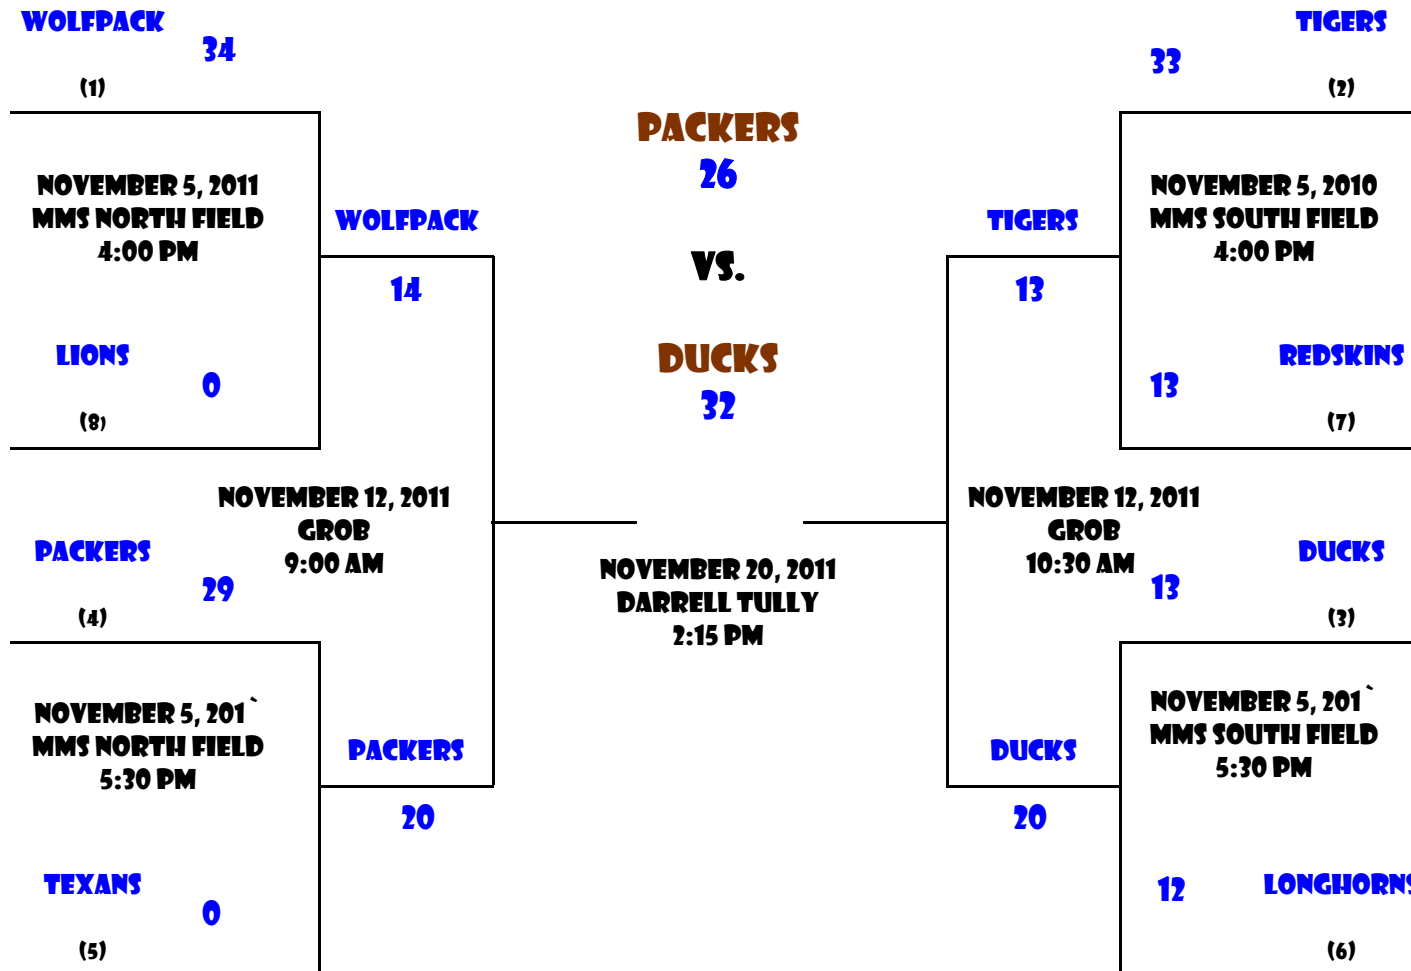 WOLFPACK
34
(1)
NOVEMBER 5, 2011
MMS NORTH FIELD
4:00 PM
LIONS
0
(8)
WOLFPACK
14
PACKERS
29
(4)
NOVEMBER 12, 2011
GROB
9:00 AM
NOVEMBER 5, 201`
MMS NORTH FIELD
5:30 PM
PACKERS
20
TEXANS
0
(5)
PACKERS
26
VS.
DUCKS
32
NOVEMBER 20, 2011
DARRELL TULLY
2:15 PM
TIGERS
33
(2)
NOVEMBER 5, 2010
MMS SOUTH FIELD
4:00 PM
TIGERS
13
REDSKINS
13
(7)
NOVEMBER 12, 2011
GROB
10:30 AM
DUCKS
13
(3)
NOVEMBER 5, 201`
MMS SOUTH FIELD
5:30 PM
DUCKS
20
12
LONGHORNS
(6)